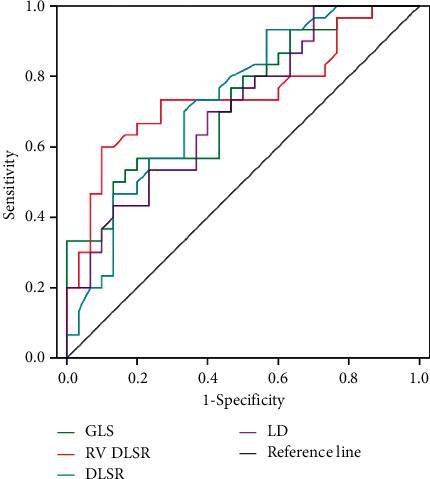 1.0
0.8
0.6
0.4
0.2
0.0
Sensitivity
0.0 0.2 0.4 0.6 0.8 1.0
1-Specificity
GLS
RV DLSR
DLSR
LD
Reference line